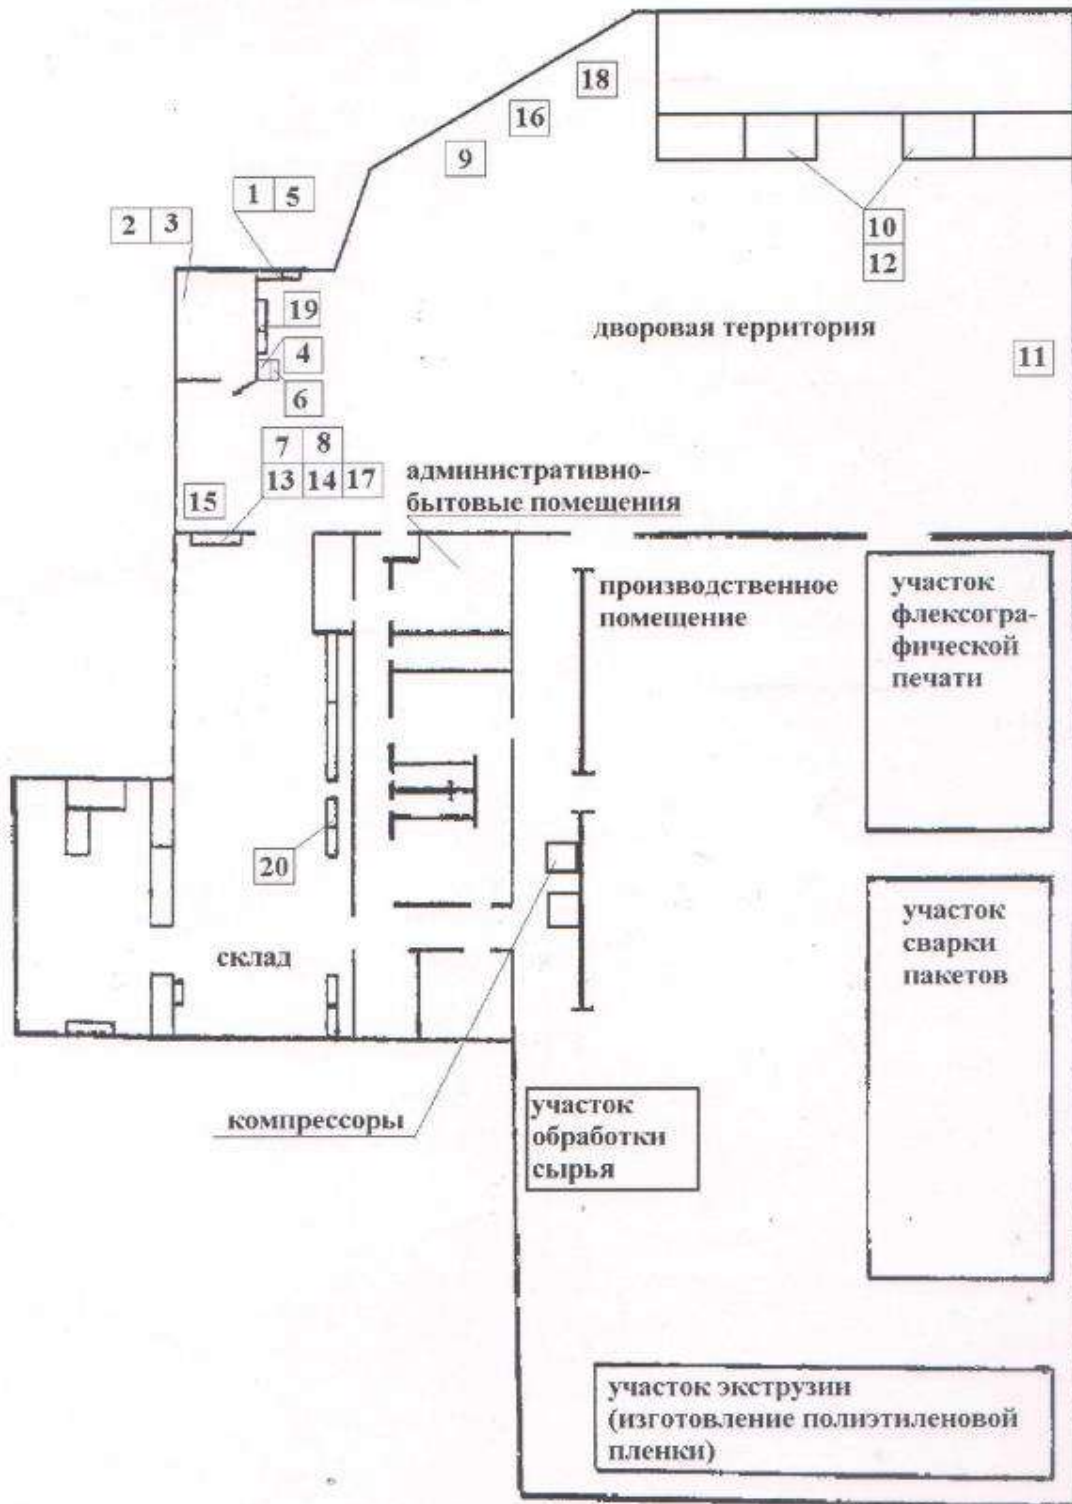 18
16
9
1 5
2 3
10
12
19
дворовая территория
4
11
6
7 8
13 14 17
административно-
бытовые помещения
15
производственное
помещение
участок
флексогра-
фической
печати
20
склад
участок
сварки
пакетов
компрессоры
участок
обработки
сырья
участок экструзин
(изготовление полиэтиленовой
пленки)